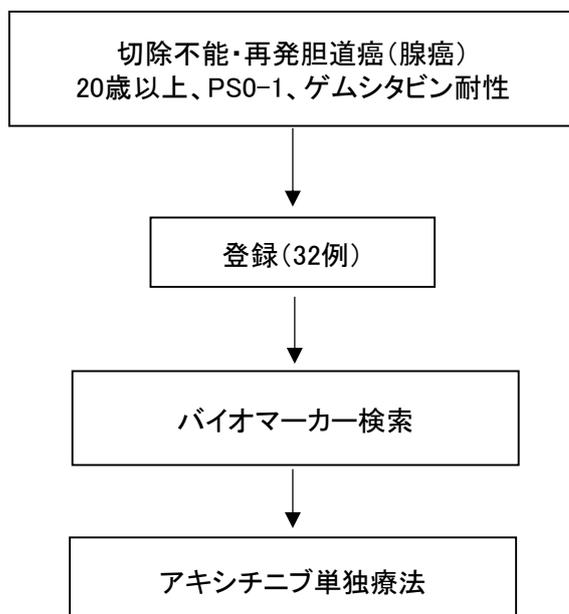 切除不能・再発胆道癌（腺癌）
20歳以上、PS0-1、ゲムシタビン耐性
登録（32例）
バイオマーカー検索
アキシチニブ単独療法